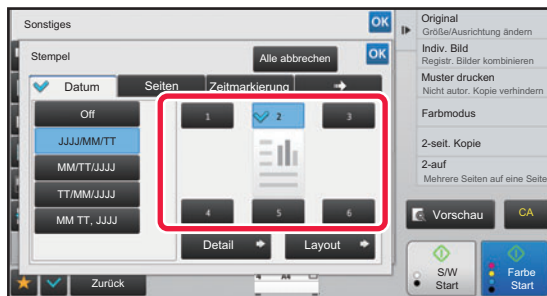 Sonstiges
OK
Stempel
Alle abbrechen
OK
Datum
Seiten
Zeitmarkierung
Off
JJJJ/MM/TT
MM/TT/JJJJ
TT/MM/JJJJ
MM TT, JJJJ
1
2
3
4
5
6
Detail
Layout
Zurück
A4
Original
Größe/Ausrichtung ändern
Indiv. Bild
Registr. Bilder kombinieren
Muster drucken
Nicht autor. Kopie verhindern
Farbmodus
2-seit. Kopie
2-auf
Mehrere Seiten auf eine Seite
Vorschau
CA
S/W
Start
Farbe
Start